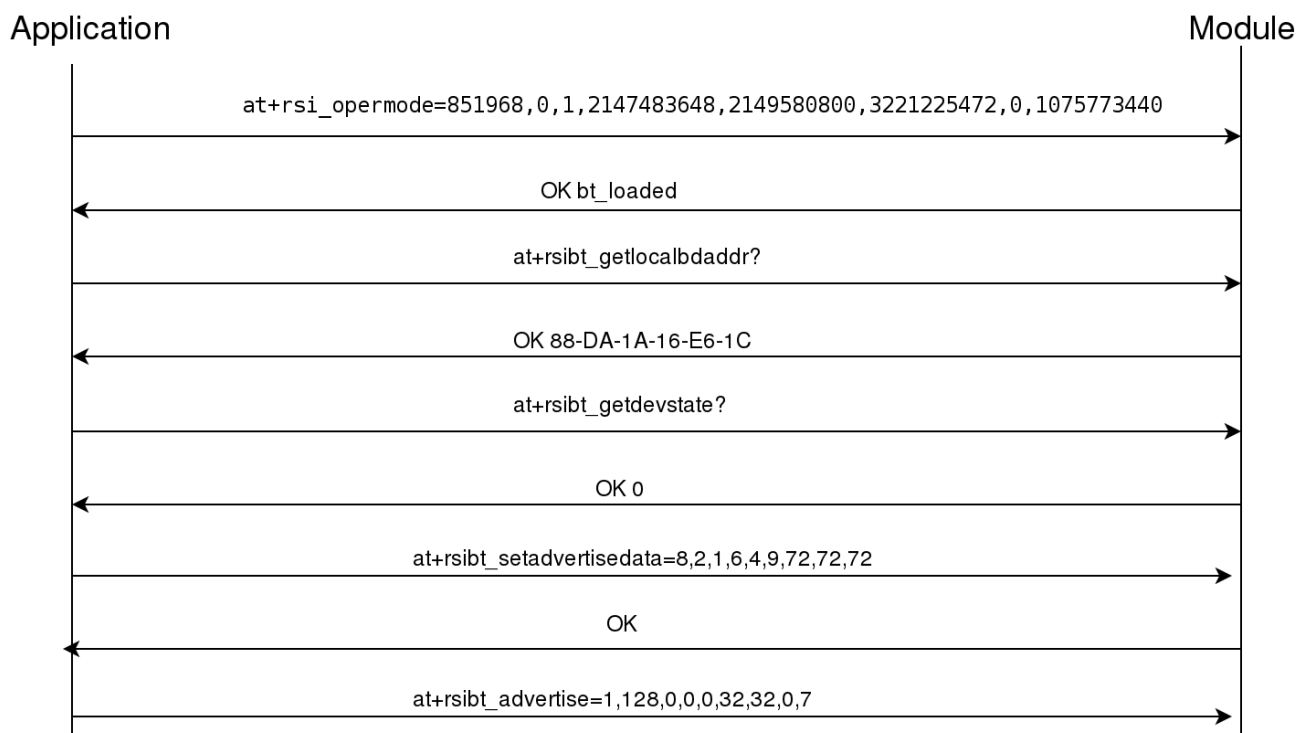 Application
Module
at+rsi_opermode=851968,0,1,2147483648,2149580800,3221225472,0,1075773440
OK bt_loaded
at+rsibt_getlocalbdaddr?
OK 88-DA-1A-16-E6-1C
at+rsibt_getdevstate?
OK 0
at+rsibt_setadvertisedata=8,2,1,6,4,9,72,72,72
OK
at+rsibt_advertise=1,128,0,0,0,32,32,0,7